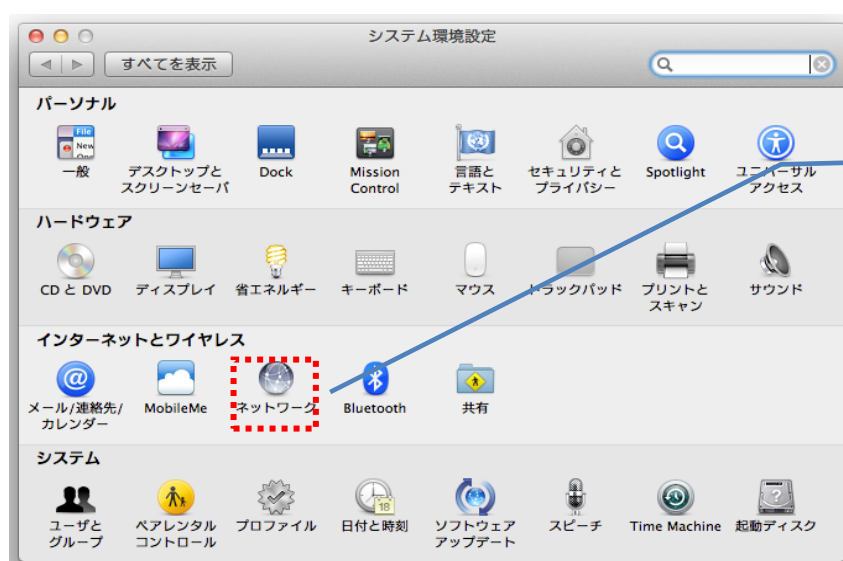 システム環境設定
すべてを表示
パーソナル
File
New
Open
一般
デスクトップと
スクリーンセーバ
Dock
Mission
Control
言語と
テキスト
セキュリティと
プライバシー
Spotlight
ユニバーサル
アクセス
ハードウェア
CD と DVD
ディスプレイ
省エネルギー
キーボード
マウス
トラックパッド
プリントと
スキャン
サウンド
インターネットとワイヤレス
メール/連絡先/
カレンダー
MobileMe
ネットワーク
Bluetooth
共有
システム
ユーザと
グループ
ペアレンタル
コントロール
プロファイル
18
日付と時刻
ソフトウェア
アップデート
スピーチ
Time Machine
起動ディスク